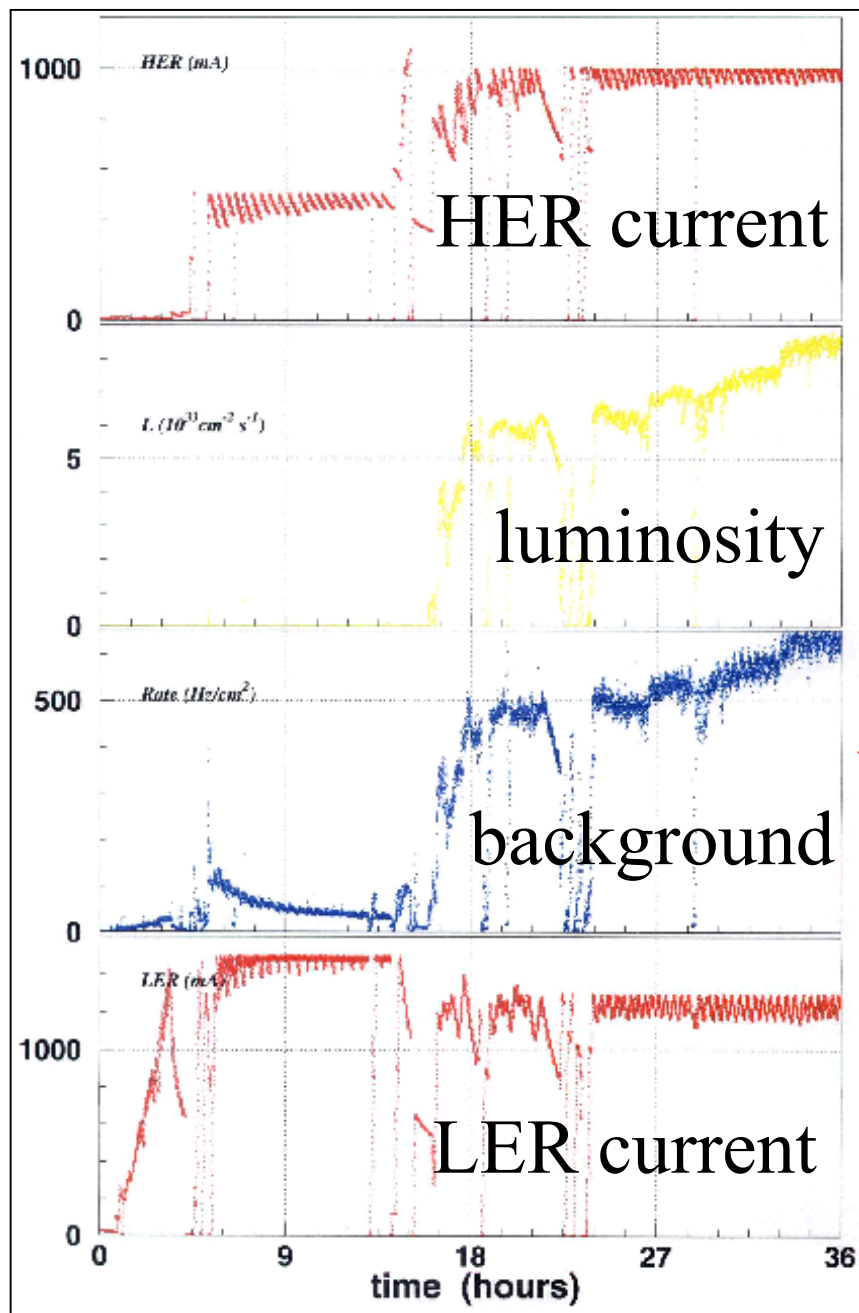 1000
HER (mA)
HER current
0
L (10³³cm⁻² s⁻¹)
5
luminosity
0
Rate (Hz/cm²)
500
background
0
LER (mA)
1000
LER current
0
0 9 18 27 36
time (hours)